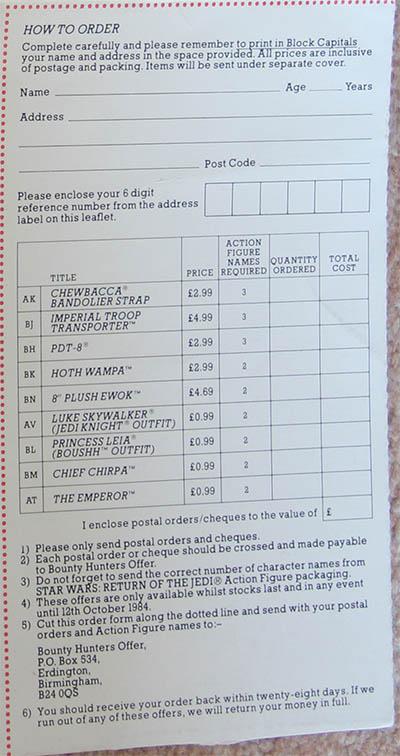 HOW TO ORDER
Complete carefully and please remember to print in Block Capitals
your name and address in the space provided. All prices are inclusive
of postage and packing. Items will be sent under separate cover.
Name Age Years
Address
Post Code
Please enclose your 6 digit
reference number from the address
label on this leaflet.
TITLE PRICE ACTION FIGURE NAMES REQUIRED QUANTITY ORDERED TOTAL COST
AK CHEWBACCA® BANDOLIER STRAP £2.99 3
BJ IMPERIAL TROOP TRANSPORTER™ £4.99 3
BH PDT-8® £2.99 3
BK HOTH WAMPA™ £2.99 2
BN 8" PLUSH EWOK™ £4.69 2
AV LUKE SKYWALKER® (JEDI KNIGHT® OUTFIT) £0.99 2
BL PRINCESS LEIA® (BOUSHH™ OUTFIT) £0.99 2
BM CHIEF CHIRPA™ £0.99 2
AT THE EMPEROR™ £0.99 2
I enclose postal orders/cheques to the value of £
1) Please only send postal orders and cheques.
2) Each postal order or cheque should be crossed and made payable
to Bounty Hunters Offer.
3) Do not forget to send the correct number of character names from
STAR WARS: RETURN OF THE JEDI® Action Figure packaging.
4) These offers are only available whilst stocks last and in any event
until 12th October 1984.
5) Cut this order form along the dotted line and send with your postal
orders and Action Figure names to:–
Bounty Hunters Offer,
P.O. Box 534,
Erdington,
Birmingham,
B24 0QS
6) You should receive your order back within twenty-eight days. If we
run out of any of these offers, we will return your money in full.